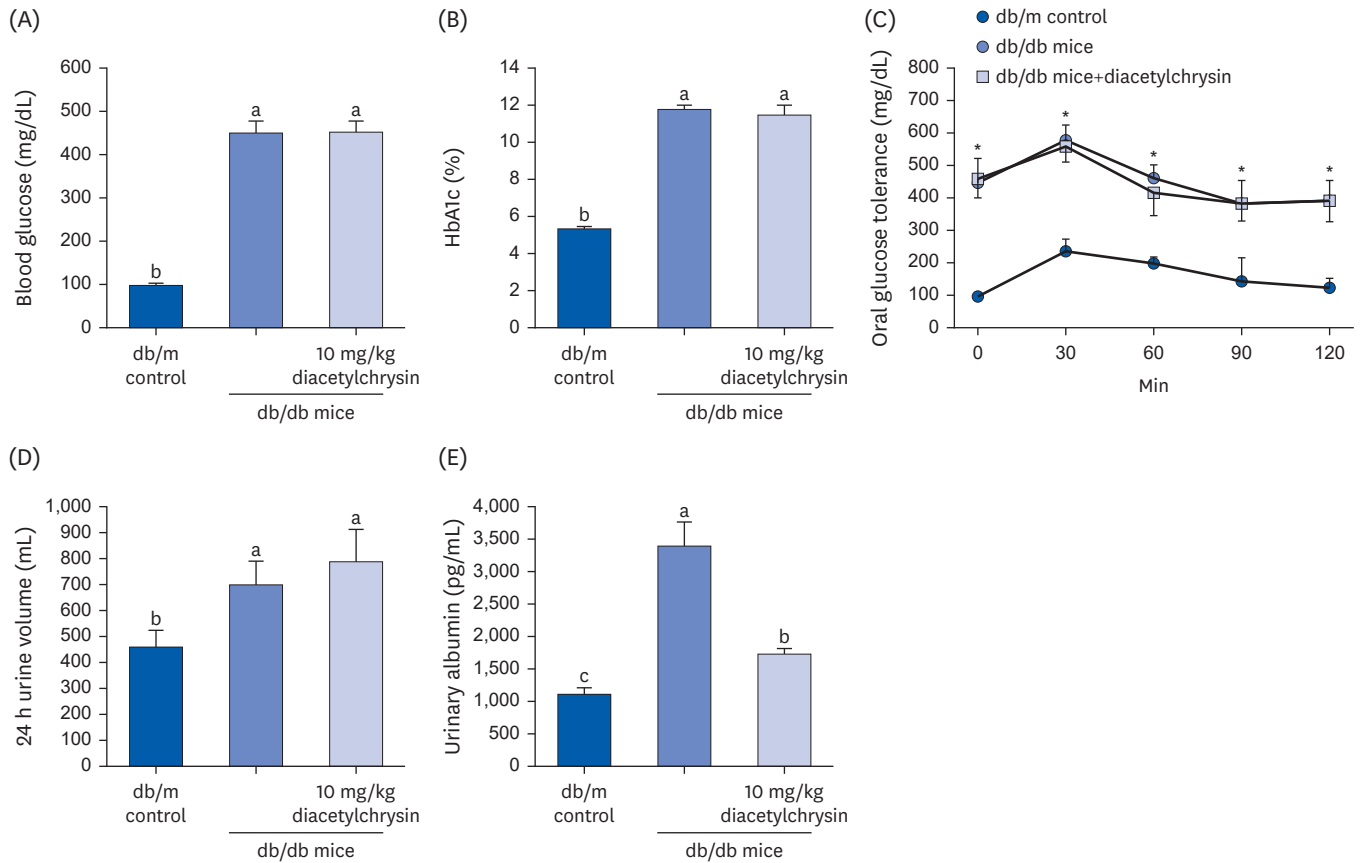 (A)
Blood glucose (mg/dL)
600
500
400
300
200
100
0
b
a
a
db/m
control
10 mg/kg
diacetylchrysin
db/db mice
(B)
HbA1c (%)
14
12
10
8
6
4
2
0
b
a
a
db/m
control
10 mg/kg
diacetylchrysin
db/db mice
(C)
db/m control
db/db mice
db/db mice+diacetylchrysin
Oral glucose tolerance (mg/dL)
800
700
600
500
400
300
200
100
0
*
*
*
*
*
0
30
60
90
120
Min
(D)
24 h urine volume (mL)
1,000
900
800
700
600
500
400
300
200
100
0
b
a
a
db/m
control
10 mg/kg
diacetylchrysin
db/db mice
(E)
Urinary albumin (pg/mL)
4,000
3,500
3,000
2,500
2,000
1,500
1,000
500
0
c
a
b
db/m
control
10 mg/kg
diacetylchrysin
db/db mice